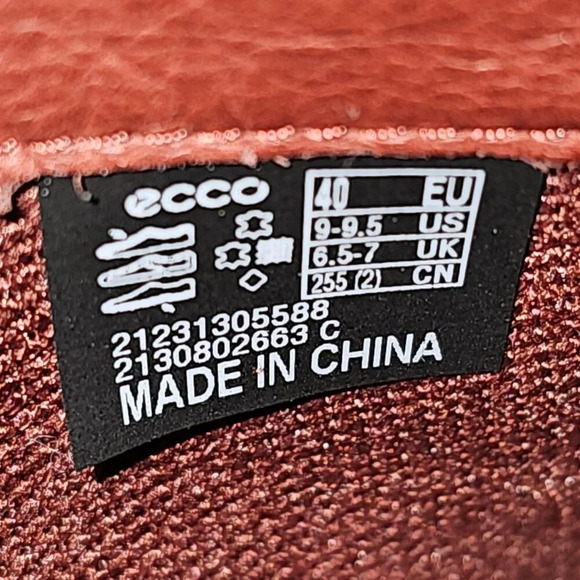 ecco
40 EU
9-9.5 US
6.5-7 UK
255 (2) CN
21231305588
2130802663 C
MADE IN CHINA